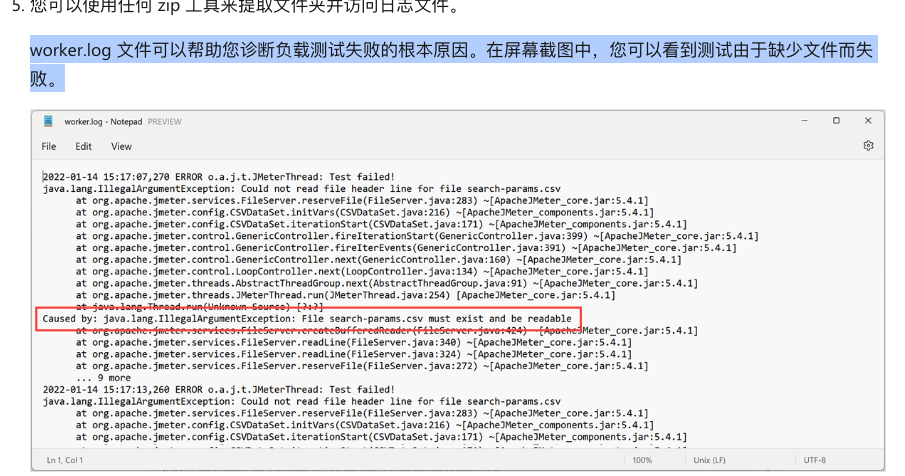 5. 您可以使用任何 zip 工具来提取文件夹并访问日志文件。
worker.log 文件可以帮助您诊断负载测试失败的根本原因。在屏幕截图中，您可以看到测试由于缺少文件而失
败。
worker.log - Notepad PREVIEW
File Edit View
2022-01-14 15:17:07,270 ERROR o.a.j.t.JMeterThread: Test failed!
java.lang.IllegalArgumentException: Could not read file header line for file search-params.csv
at org.apache.jmeter.services.FileServer.reserveFile(FileServer.java:283) ~[ApacheJMeter_core.jar:5.4.1]
at org.apache.jmeter.config.CSVDataSet.initVars(CSVDataSet.java:216) ~[ApacheJMeter_components.jar:5.4.1]
at org.apache.jmeter.config.CSVDataSet.iterationStart(CSVDataSet.java:171) ~[ApacheJMeter_components.jar:5.4.1]
at org.apache.jmeter.control.GenericController.fireIterationStart(GenericController.java:399) ~[ApacheJMeter_core.jar:5.4.1]
at org.apache.jmeter.control.GenericController.fireIterEvents(GenericController.java:391) ~[ApacheJMeter_core.jar:5.4.1]
at org.apache.jmeter.control.GenericController.next(GenericController.java:160) ~[ApacheJMeter_core.jar:5.4.1]
at org.apache.jmeter.control.LoopController.next(LoopController.java:134) ~[ApacheJMeter_core.jar:5.4.1]
at org.apache.jmeter.threads.AbstractThreadGroup.next(AbstractThreadGroup.java:91) ~[ApacheJMeter_core.jar:5.4.1]
at org.apache.jmeter.threads.JMeterThread.run(JMeterThread.java:254) [ApacheJMeter_core.jar:5.4.1]
at java.lang.Thread.run(Unknown Source) [?:?]
Caused by: java.lang.IllegalArgumentException: File search-params.csv must exist and be readable
at org.apache.jmeter.services.FileServer.createBufferedReader(FileServer.java:424) ~[ApacheJMeter_core.jar:5.4.1]
at org.apache.jmeter.services.FileServer.readLine(FileServer.java:340) ~[ApacheJMeter_core.jar:5.4.1]
at org.apache.jmeter.services.FileServer.readLine(FileServer.java:324) ~[ApacheJMeter_core.jar:5.4.1]
at org.apache.jmeter.services.FileServer.reserveFile(FileServer.java:272) ~[ApacheJMeter_core.jar:5.4.1]
... 9 more
2022-01-14 15:17:13,260 ERROR o.a.j.t.JMeterThread: Test failed!
java.lang.IllegalArgumentException: Could not read file header line for file search-params.csv
at org.apache.jmeter.services.FileServer.reserveFile(FileServer.java:283) ~[ApacheJMeter_core.jar:5.4.1]
at org.apache.jmeter.config.CSVDataSet.initVars(CSVDataSet.java:216) ~[ApacheJMeter_components.jar:5.4.1]
at org.apache.jmeter.config.CSVDataSet.iterationStart(CSVDataSet.java:171) ~[ApacheJMeter_components.jar:5.4.1]
Ln 1, Col 1 100% Unix (LF) UTF-8